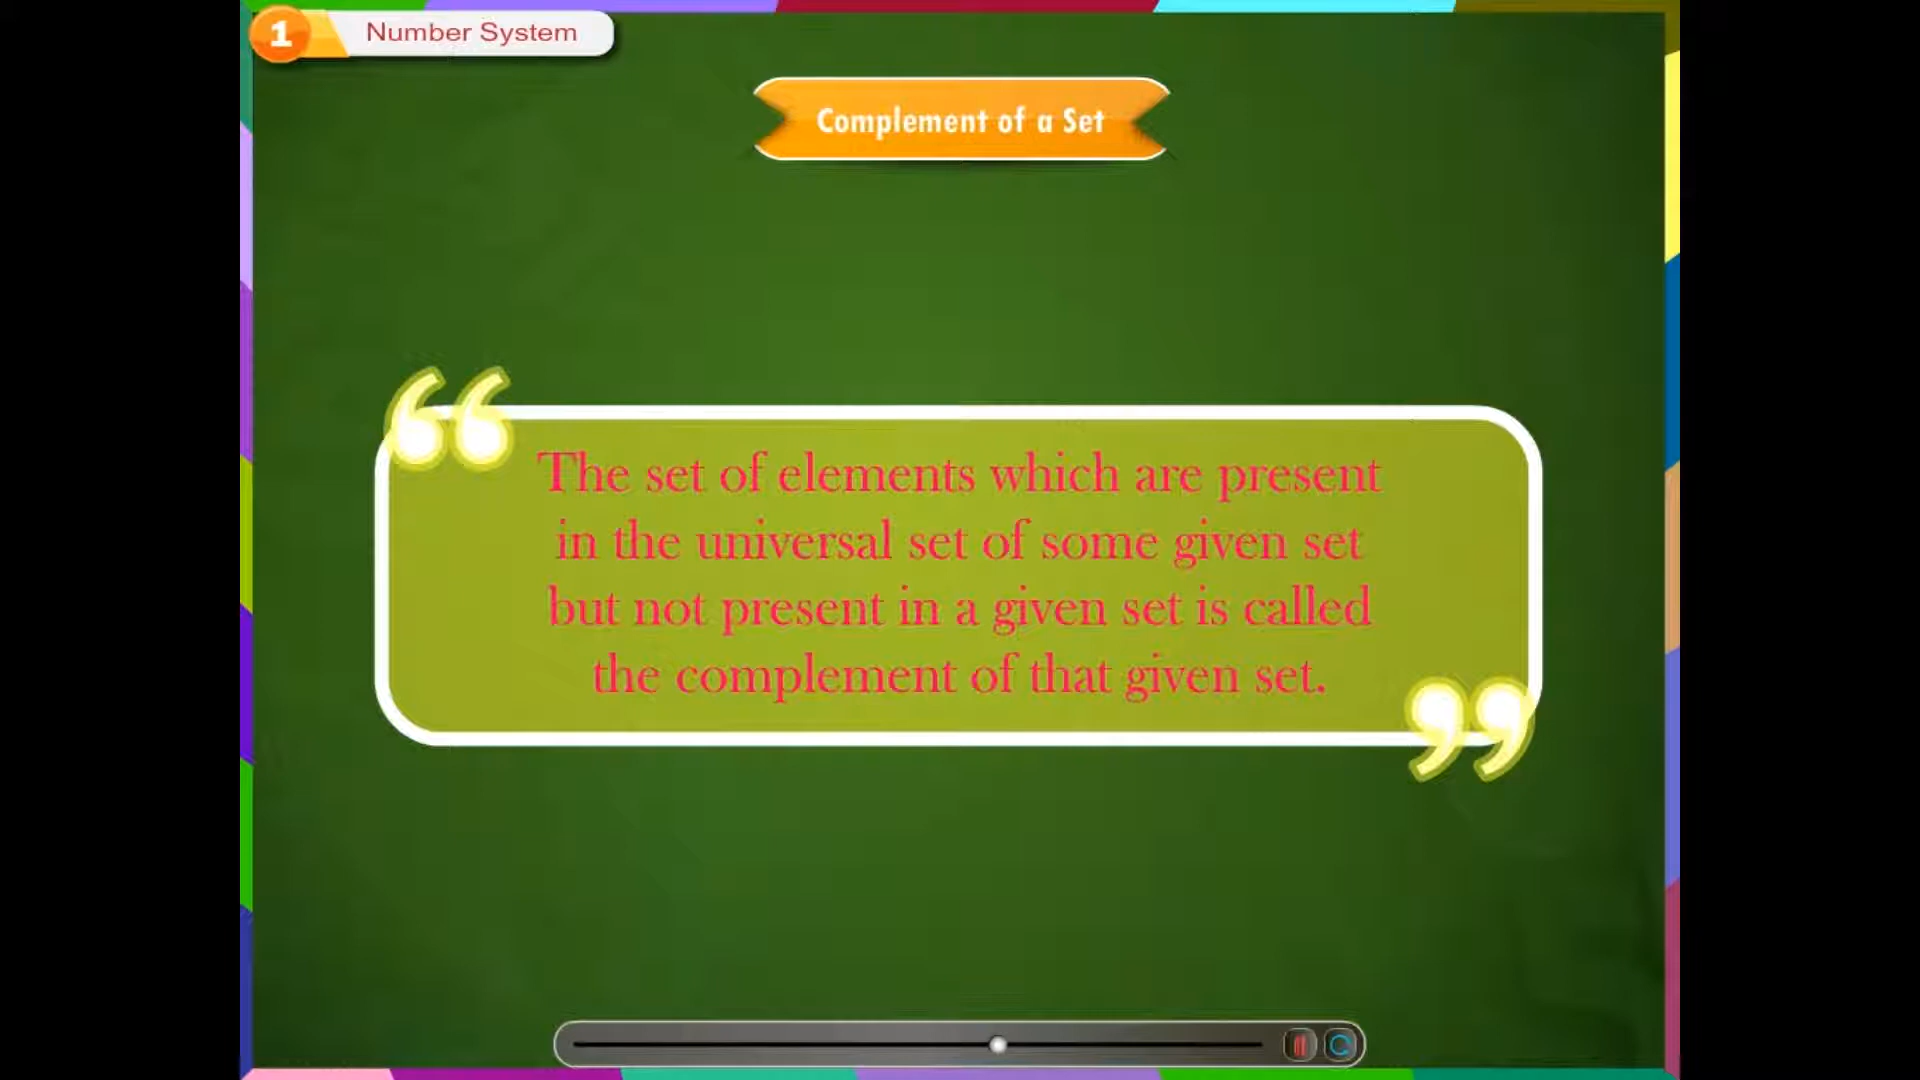 1 Number System
Complement of a Set
The set of elements which are present
in the universal set of some given set
but not present in a given set is called
the complement of that given set.